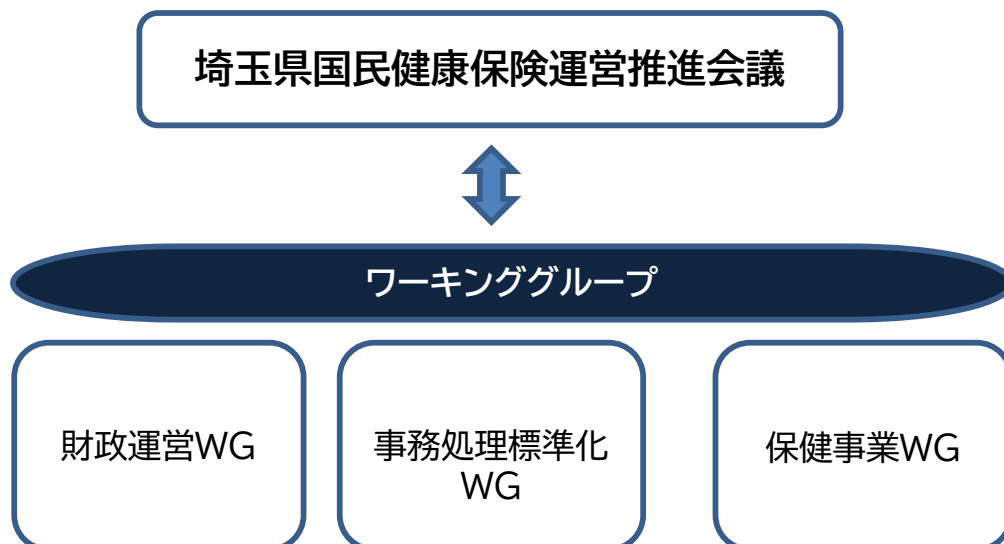 埼玉県国民健康保険運営推進会議
ワーキンググループ
財政運営WG
事務処理標準化
WG
保健事業WG